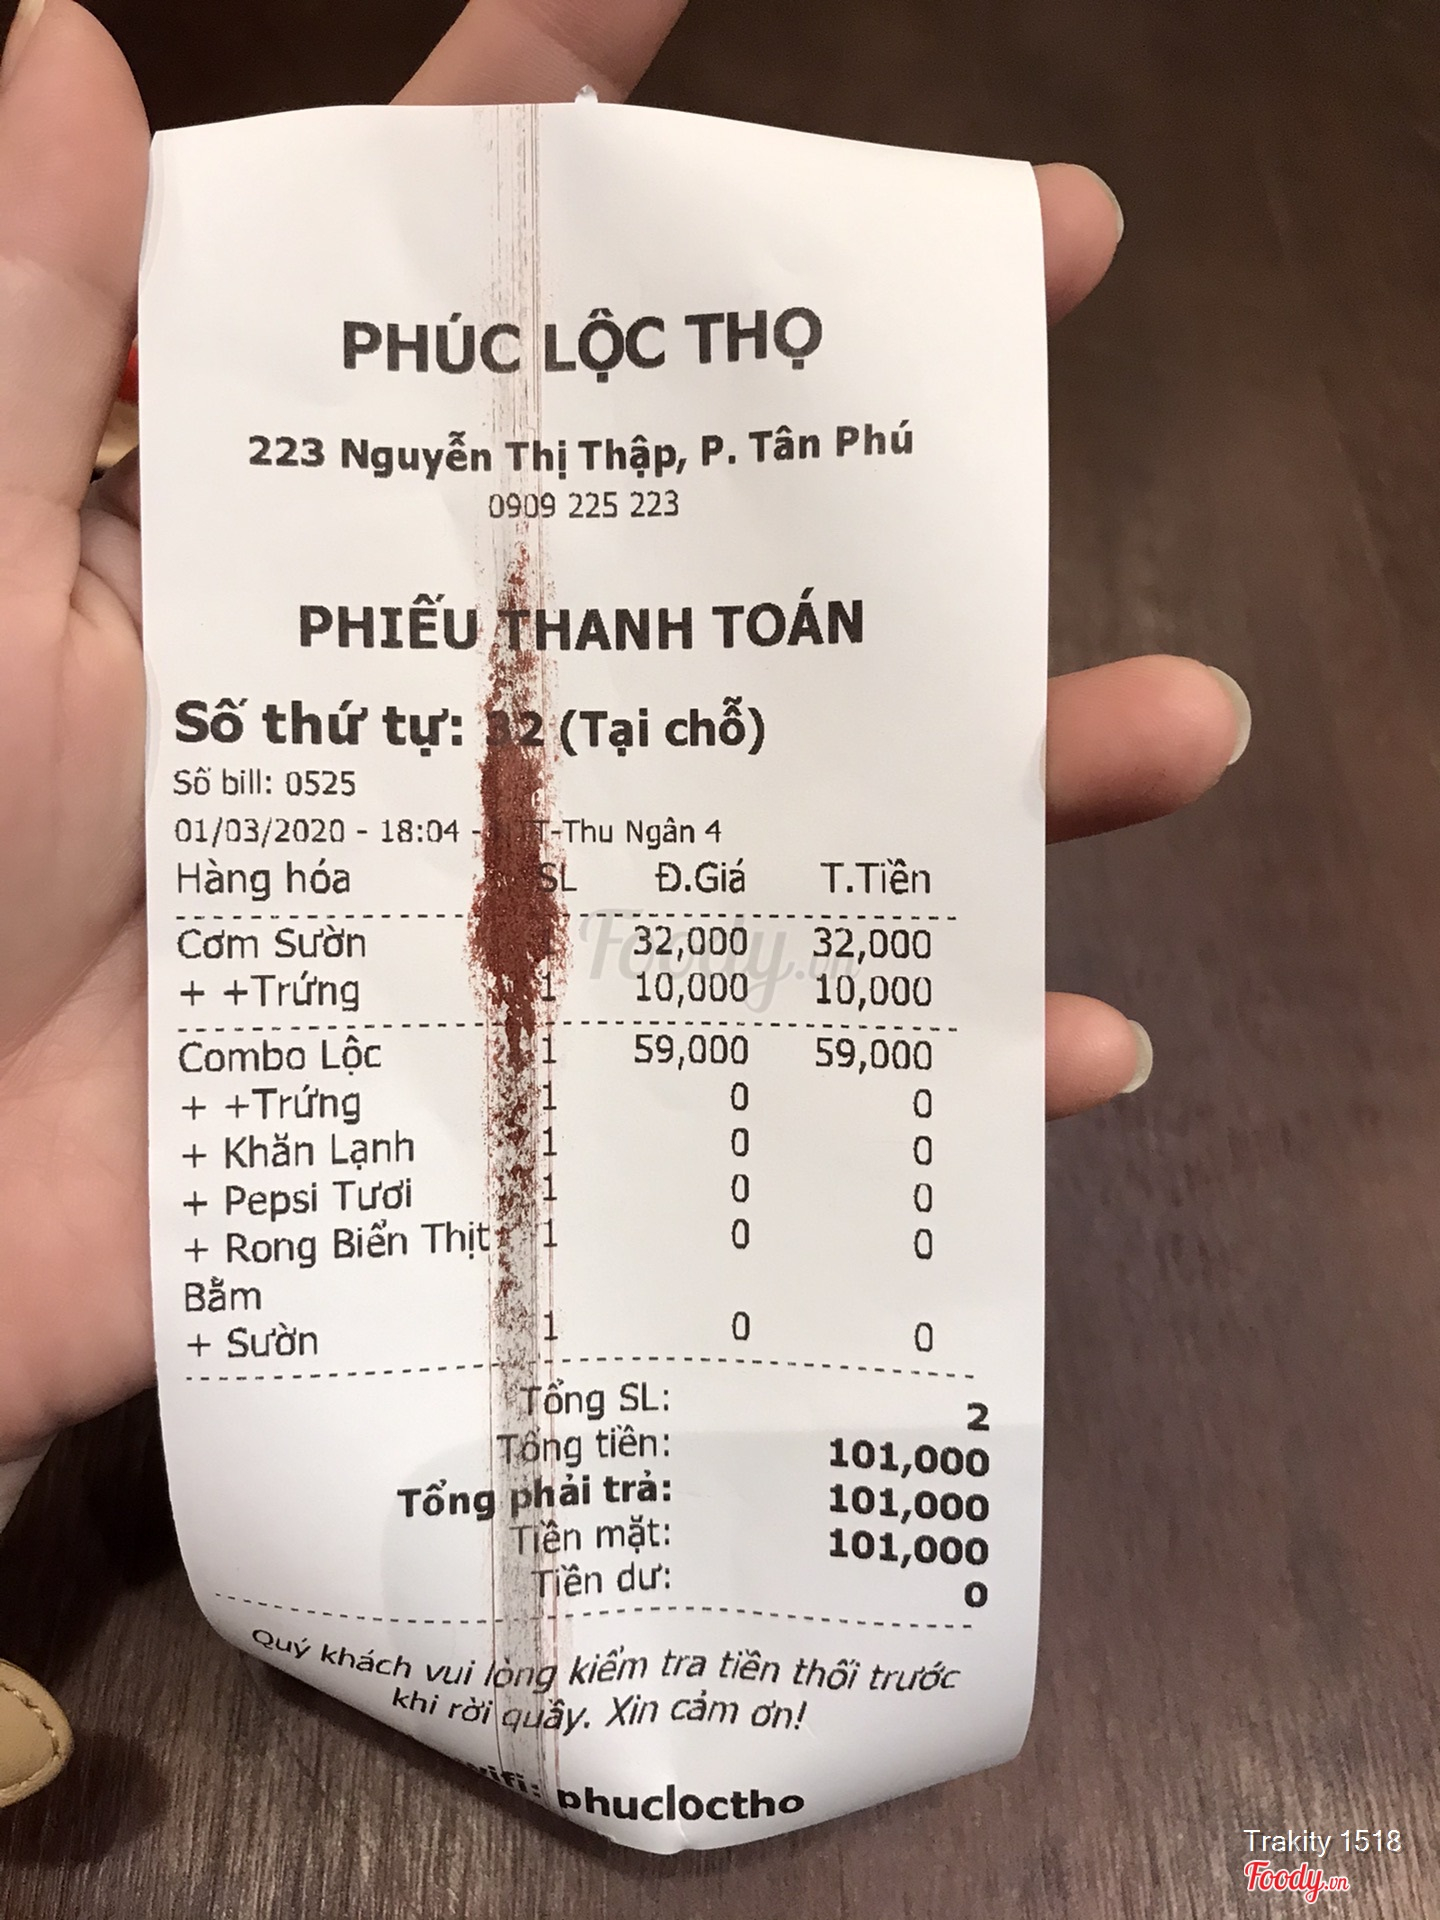 PHÚC LỘC THỌ
223 Nguyễn Thị Thập, P. Tân Phú
0909 225 223
PHIẾU THANH TOÁN
Số thứ tự: 32 (Tại chỗ)
Số bill: 0525
01/03/2020 - 18:04 - -Thu Ngân 4
Hàng hóa SL Đ.Giá T.Tiền
Cơm Sườn 1 32,000 32,000
+ +Trứng 1 10,000 10,000
Combo Lộc 1 59,000 59,000
+ +Trứng 1 0 0
+ Khăn Lạnh 1 0 0
+ Pepsi Tươi 1 0 0
+ Rong Biển Thịt 1 0 0
Bằm
+ Sườn 1 0 0
Tổng SL: 2
Tổng tiền: 101,000
Tổng phải trả: 101,000
Tiền mặt: 101,000
Tiền dư: 0
Quý khách vui lòng kiểm tra tiền thối trước
khi rời quầy. Xin cảm ơn!
wifi: phucloctho
Foody.vn
Trakity 1518
Foody.vn